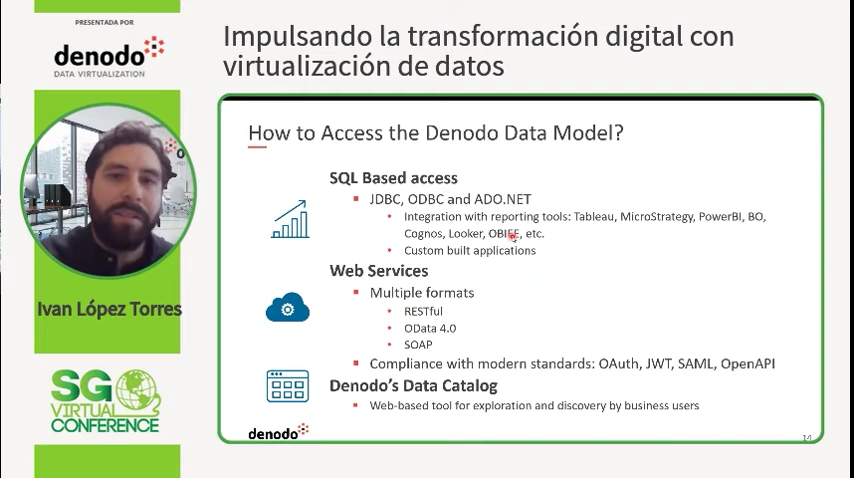 PRESENTADA POR
denodo
DATA VIRTUALIZATION
Impulsando la transformación digital con
virtualización de datos
How to Access the Denodo Data Model?
SQL Based access
JDBC, ODBC and ADO.NET
Integration with reporting tools: Tableau, MicroStrategy, PowerBI, BO,
Cognos, Looker, OBIEE, etc.
Custom built applications
Web Services
Multiple formats
RESTful
OData 4.0
SOAP
Compliance with modern standards: OAuth, JWT, SAML, OpenAPI
Denodo's Data Catalog
Web-based tool for exploration and discovery by business users
denodo
14
Ivan López Torres
SG
VIRTUAL
CONFERENCE